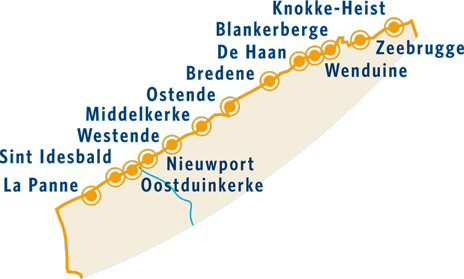 Knokke-Heist
Blankerberge
De Haan
Zeebrugge
Bredene
Wenduine
Ostende
Middelkerke
Westende
Sint Idesbald
Nieuwport
La Panne
Oostduinkerke